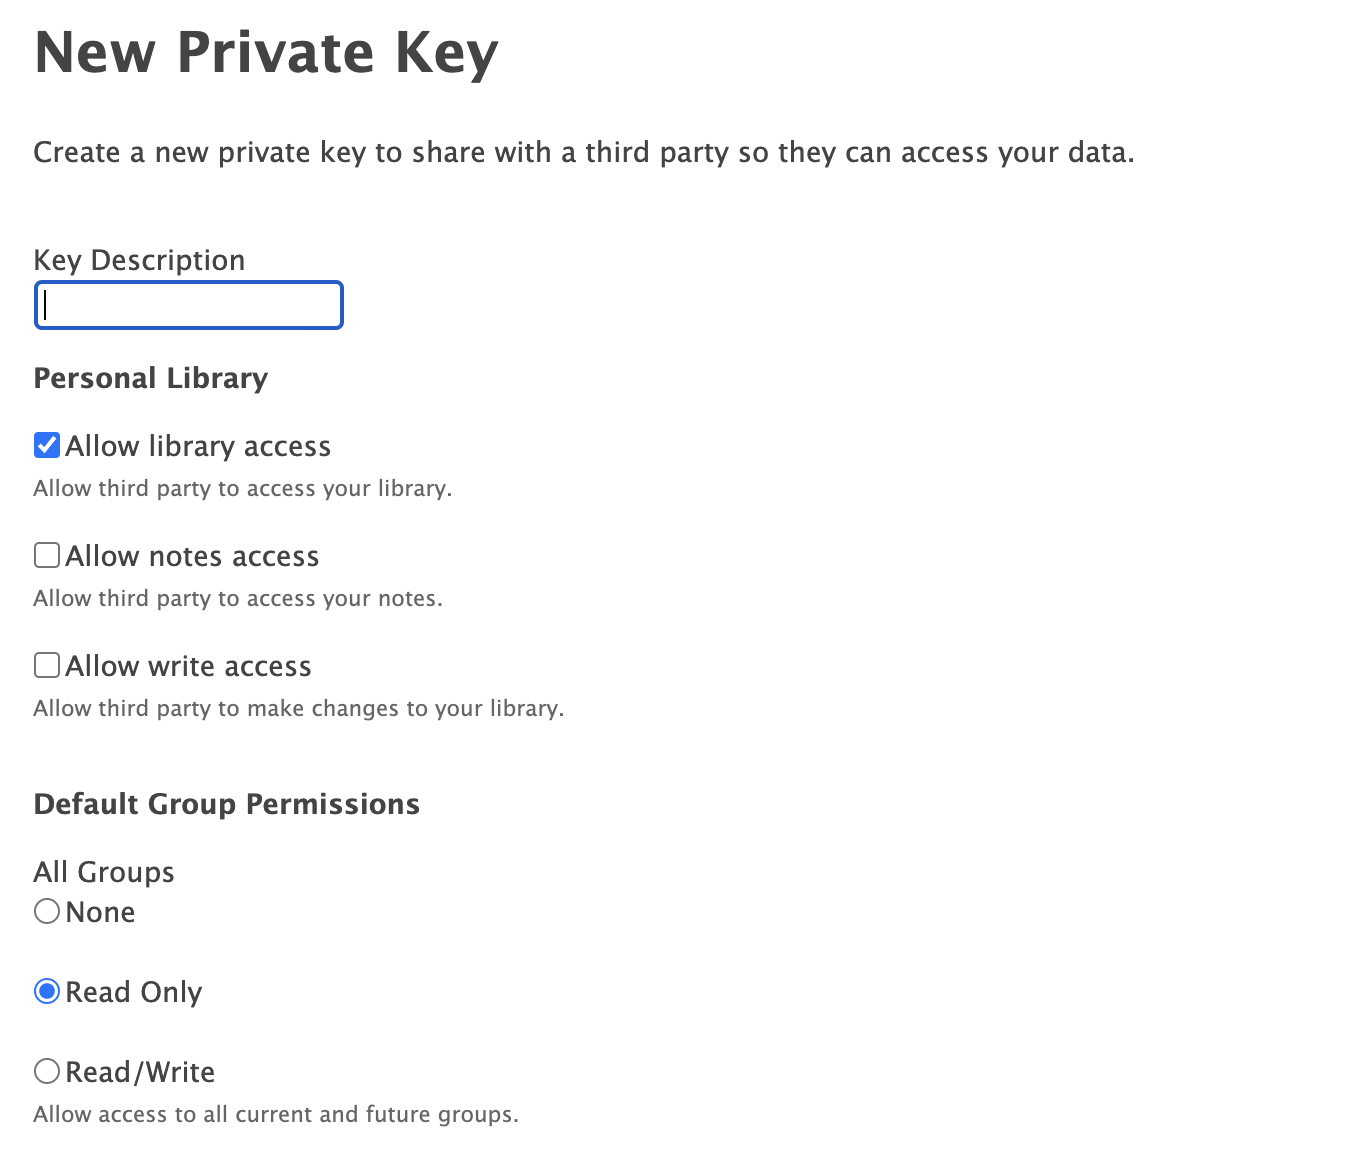 New Private Key
Create a new private key to share with a third party so they can access your data.
Key Description
Personal Library
Allow library access
Allow third party to access your library.
Allow notes access
Allow third party to access your notes.
Allow write access
Allow third party to make changes to your library.
Default Group Permissions
All Groups
None
Read Only
Read/Write
Allow access to all current and future groups.